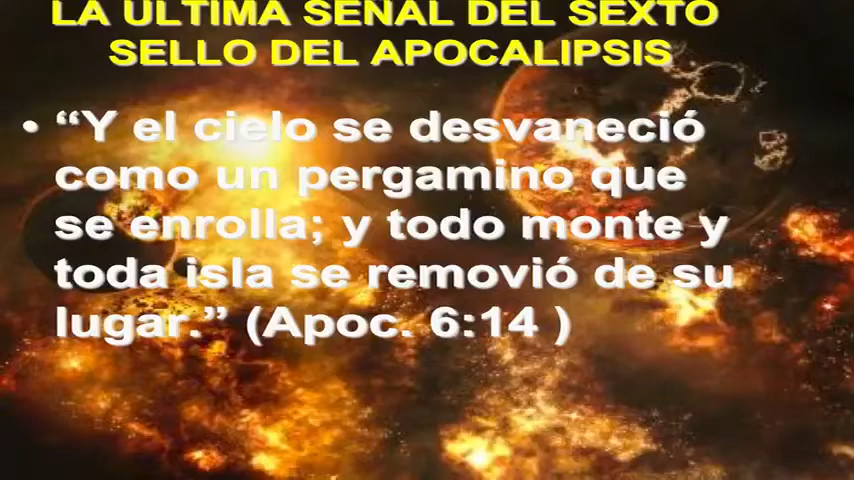 LA ULTIMA SEÑAL DEL SEXTO
SELLO DEL APOCALIPSIS
• “Y el cielo se desvaneció
como un pergamino que
se enrolla; y todo monte y
toda isla se removió de su
lugar.” (Apoc. 6:14 )